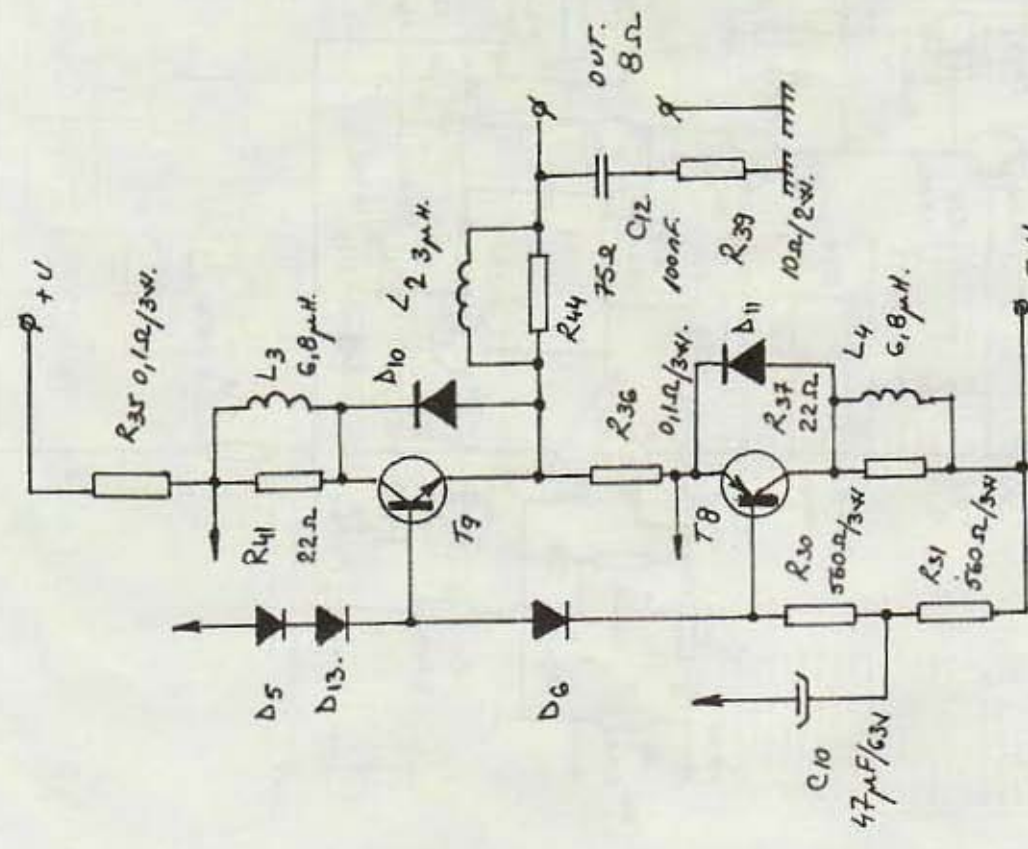 +U
R35 0,1Ω/3W.
L3
6,8μH.
R41
22Ω
D10
L2 3μH.
OUT.
8Ω
T9
R44
75Ω
C12
100nF.
R39
10Ω/2W.
D5
D13.
D6
R36
0,1Ω/3W.
D11
T8
R37
22Ω
L4
6,8μH.
R30
560Ω/3W
R31
560Ω/3W
C10
47μF/63V